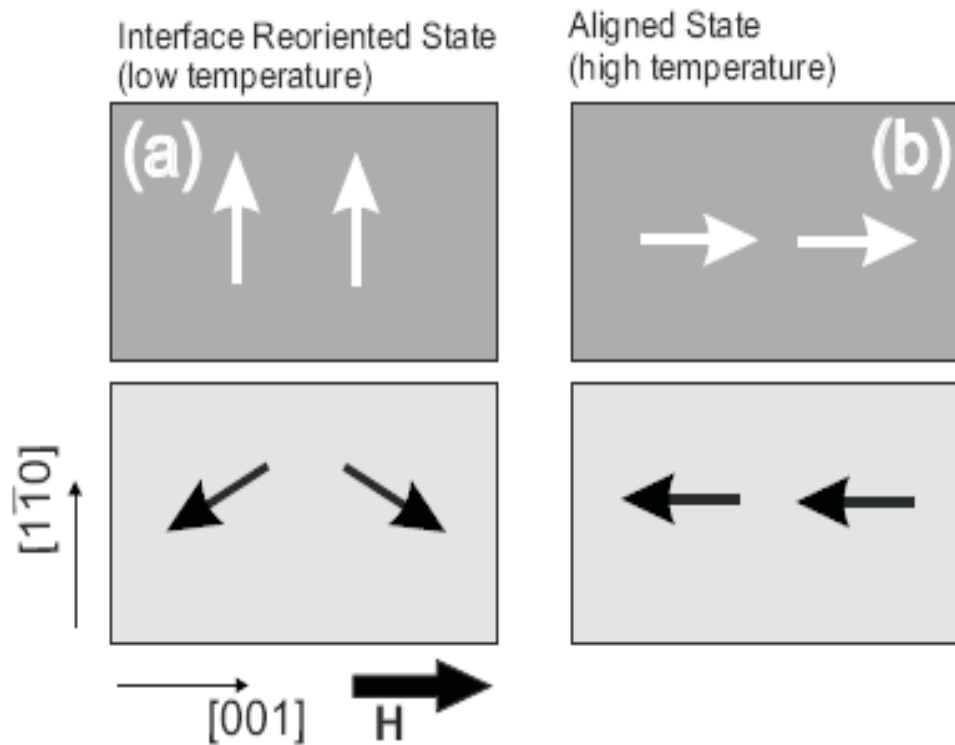 Interface Reoriented State
(low temperature)
Aligned State
(high temperature)
(a)
(b)
[11̅0]
[001]
H